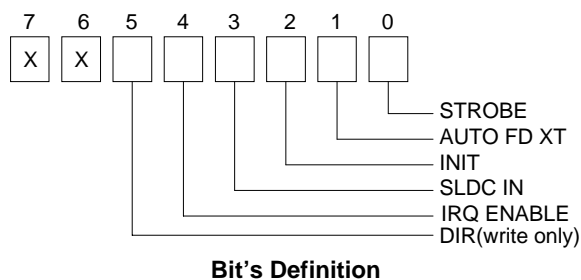 7 6 5 4 3 2 1 0
X X
STROBE
AUTO FD XT
INIT
SLDC IN
IRQ ENABLE
DIR(write only)
Bit's Definition